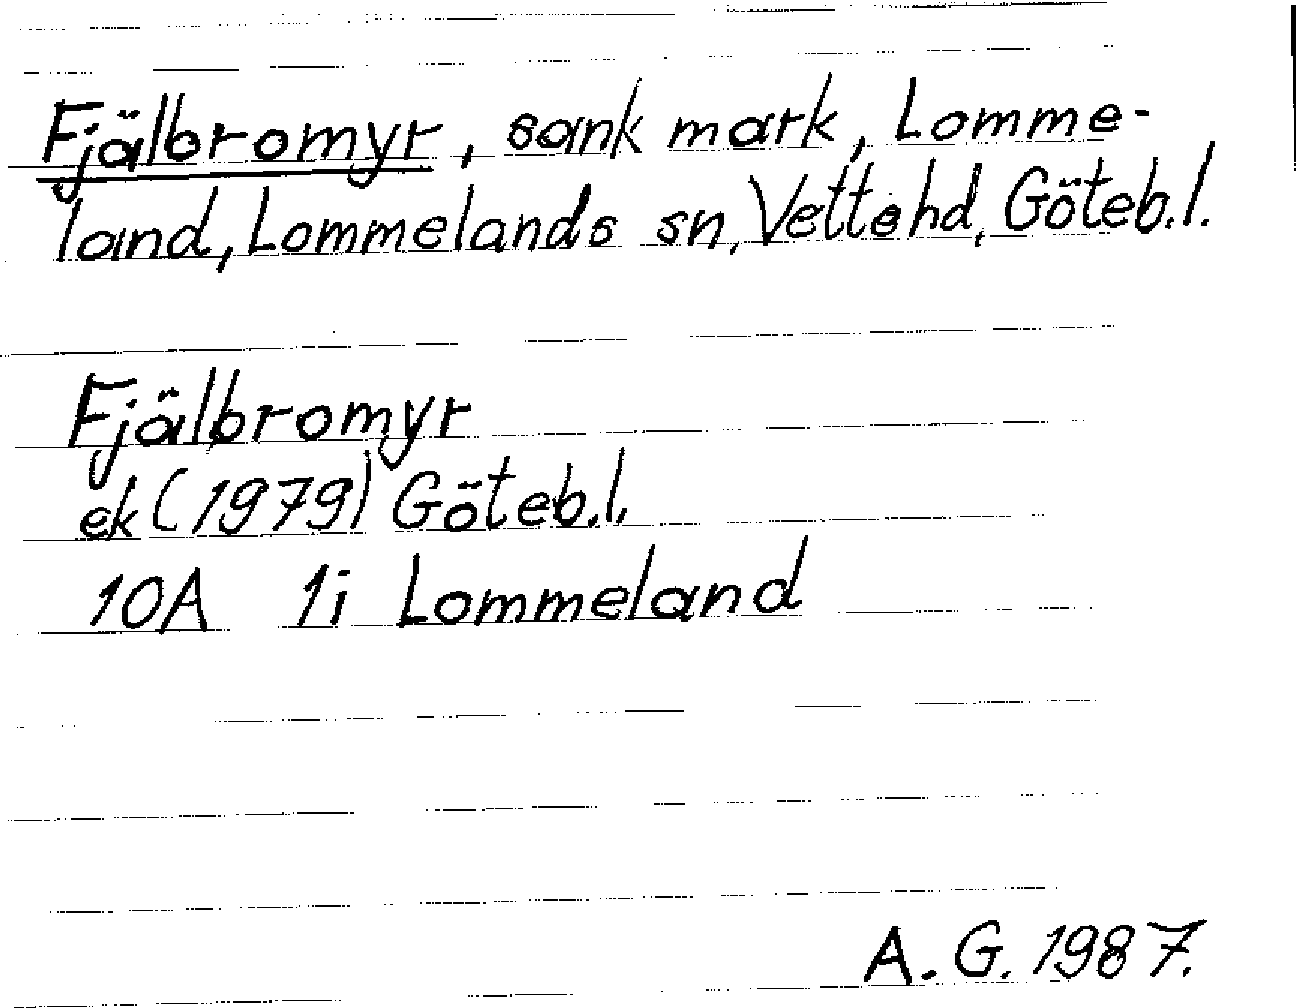 Fjälbromyr, sank mark, Lomme-
land, Lommelands sn, Vette hd, Göteb.l.
Fjälbromyr
ek (1979) Göteb.l.
10A 1i Lommeland
A.G. 1987.